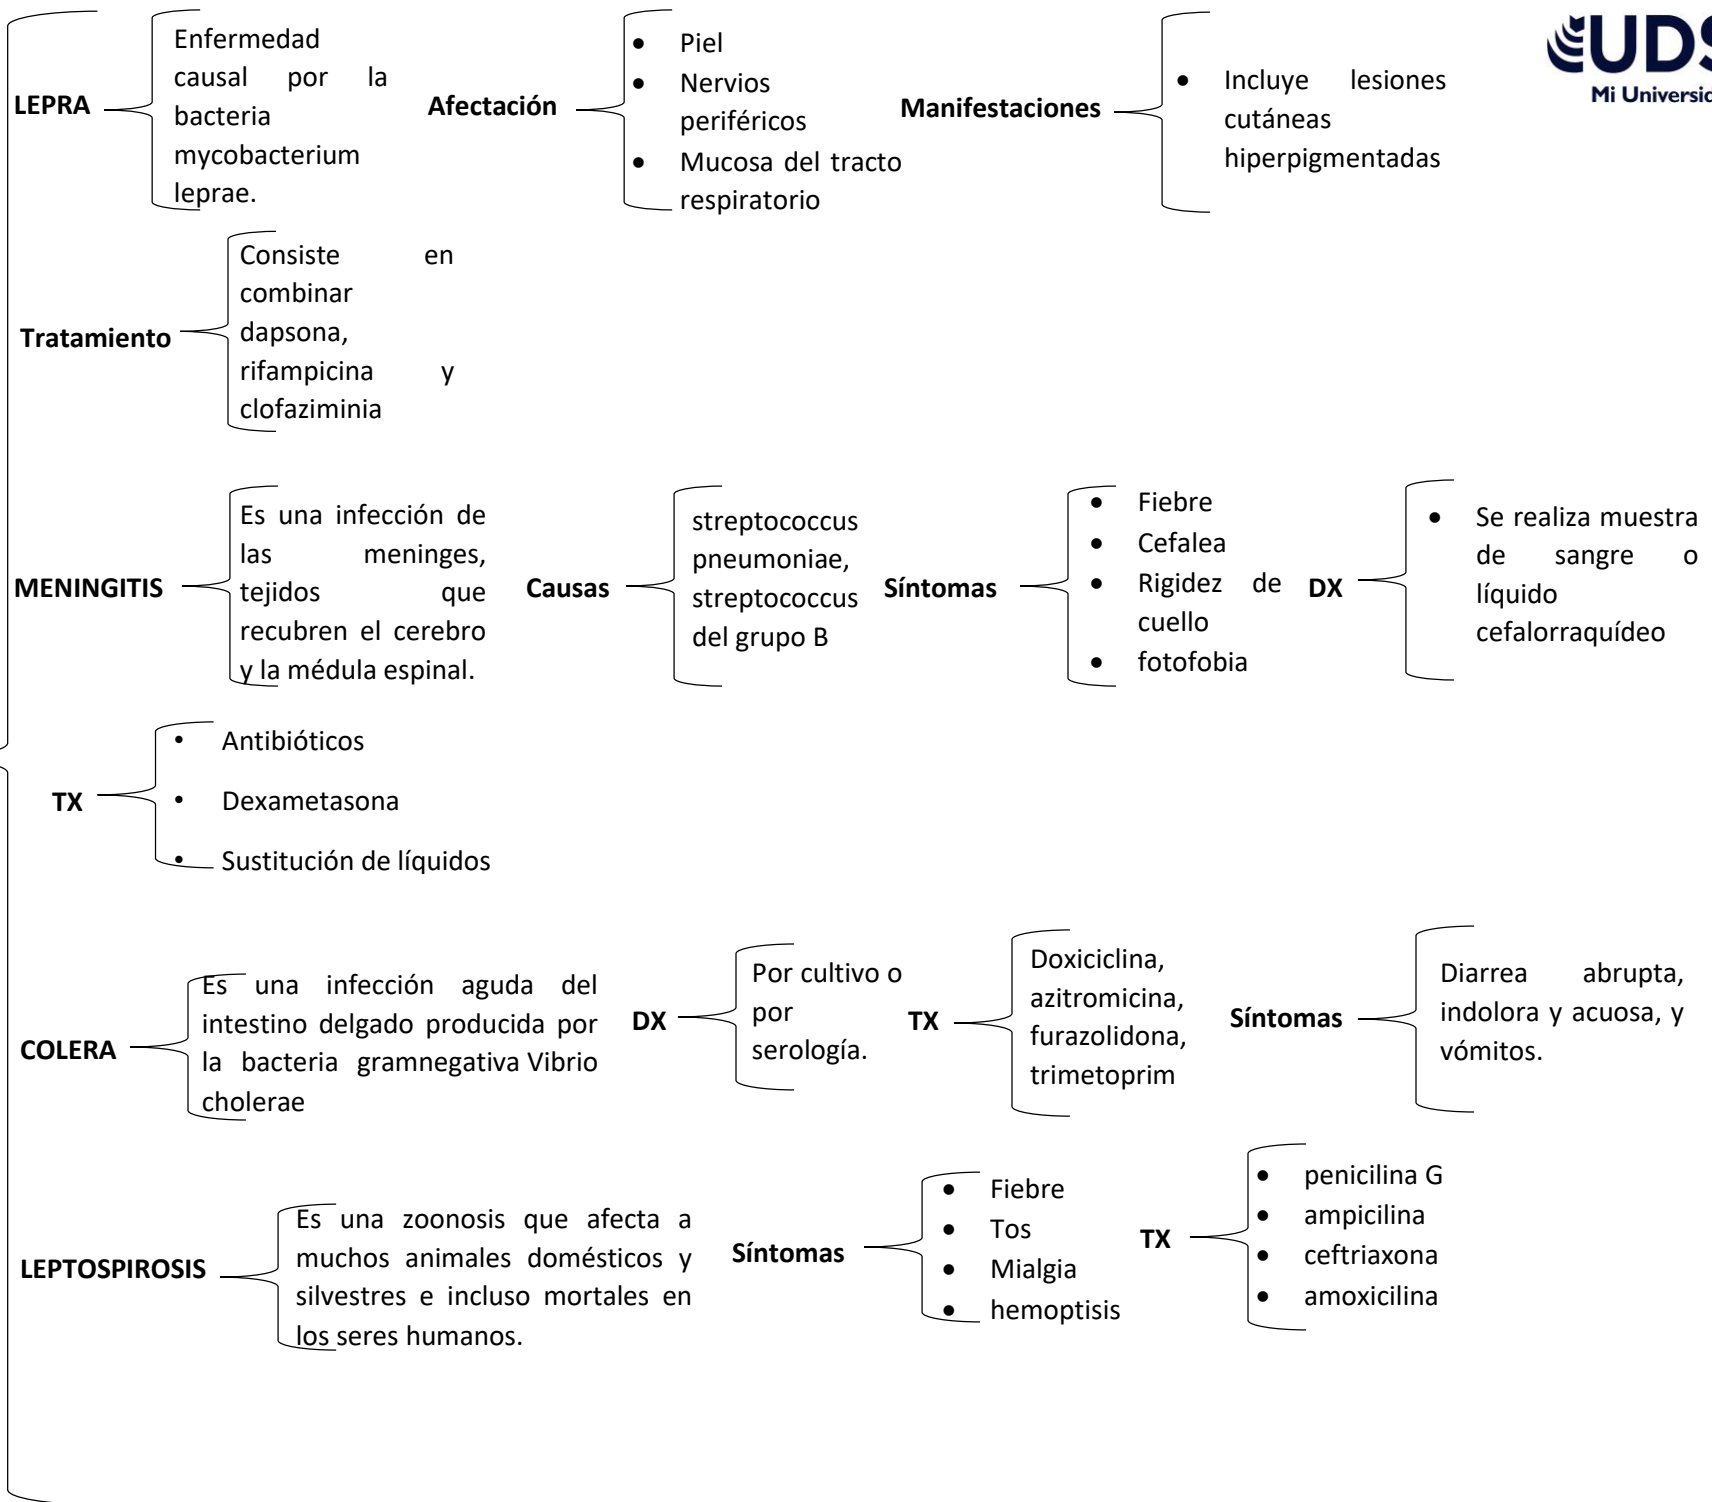 UDS
Mi Universid
LEPRA
Enfermedad
causal por la
bacteria
mycobacterium
leprae.
Afectación
• Piel
• Nervios
periféricos
• Mucosa del tracto
respiratorio
Manifestaciones
• Incluye lesiones
cutáneas
hiperpigmentadas
Tratamiento
Consiste en
combinar
dapsona,
rifampicina y
clofaziminia
MENINGITIS
Es una infección de
las meninges,
tejidos que
recubren el cerebro
y la médula espinal.
Causas
streptococcus
pneumoniae,
streptococcus
del grupo B
Síntomas
• Fiebre
• Cefalea
• Rigidez de
cuello
• fotofobia
DX
• Se realiza muestra
de sangre o
líquido
cefalorraquídeo
TX
• Antibióticos
• Dexametasona
• Sustitución de líquidos
COLERA
Es una infección aguda del
intestino delgado producida por
la bacteria gramnegativa Vibrio
cholerae
DX
Por cultivo o
por
serología.
TX
Doxiciclina,
azitromicina,
furazolidona,
trimetoprim
Síntomas
Diarrea abrupta,
indolora y acuosa, y
vómitos.
LEPTOSPIROSIS
Es una zoonosis que afecta a
muchos animales domésticos y
silvestres e incluso mortales en
los seres humanos.
Síntomas
• Fiebre
• Tos
• Mialgia
• hemoptisis
TX
• penicilina G
• ampicilina
• ceftriaxona
• amoxicilina